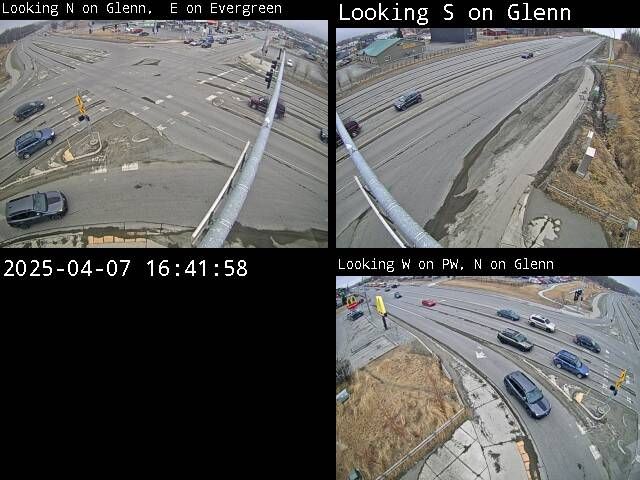 Looking N on Glenn,  E on Evergreen
Looking S on Glenn
2025-04-07 16:41:58
Looking W on PW, N on Glenn